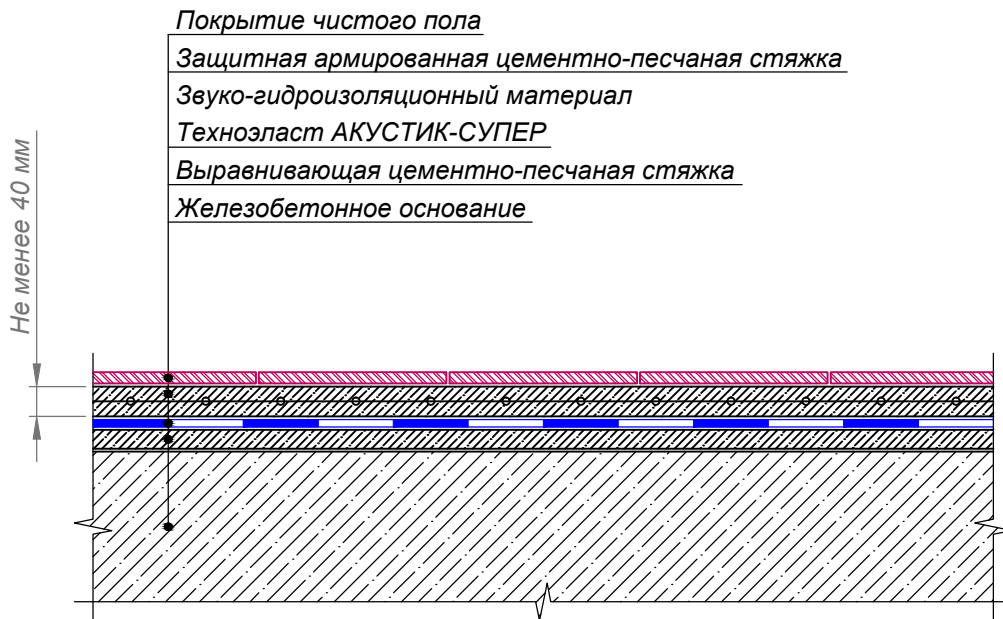 Покрытие чистого пола
Защитная армированная цементно-песчаная стяжка
Звуко-гидроизоляционный материал
Техноэласт АКУСТИК-СУПЕР
Выравнивающая цементно-песчаная стяжка
Железобетонное основание
Не менее 40 мм